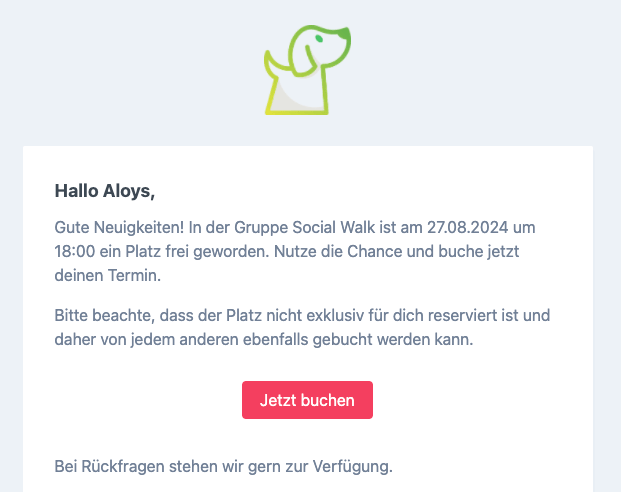 Hallo Aloys,
Gute Neuigkeiten! In der Gruppe Social Walk ist am 27.08.2024 um
18:00 ein Platz frei geworden. Nutze die Chance und buche jetzt
deinen Termin.
Bitte beachte, dass der Platz nicht exklusiv für dich reserviert ist und
daher von jedem anderen ebenfalls gebucht werden kann.
Jetzt buchen
Bei Rückfragen stehen wir gern zur Verfügung.